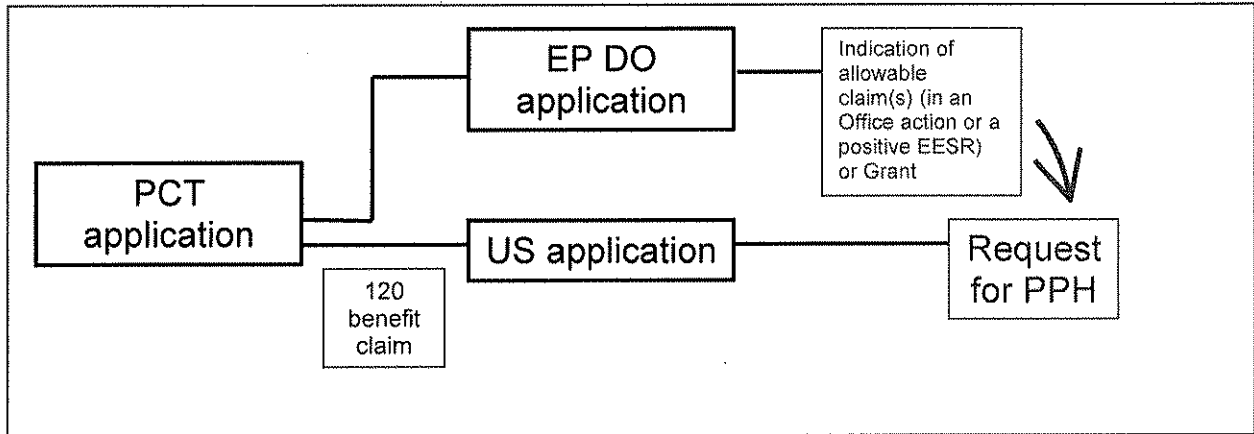 EP DO
application
Indication of
allowable
claim(s) (in an
Office action or a
positive EESR)
or Grant
PCT
application
US application
Request
for PPH
120
benefit
claim